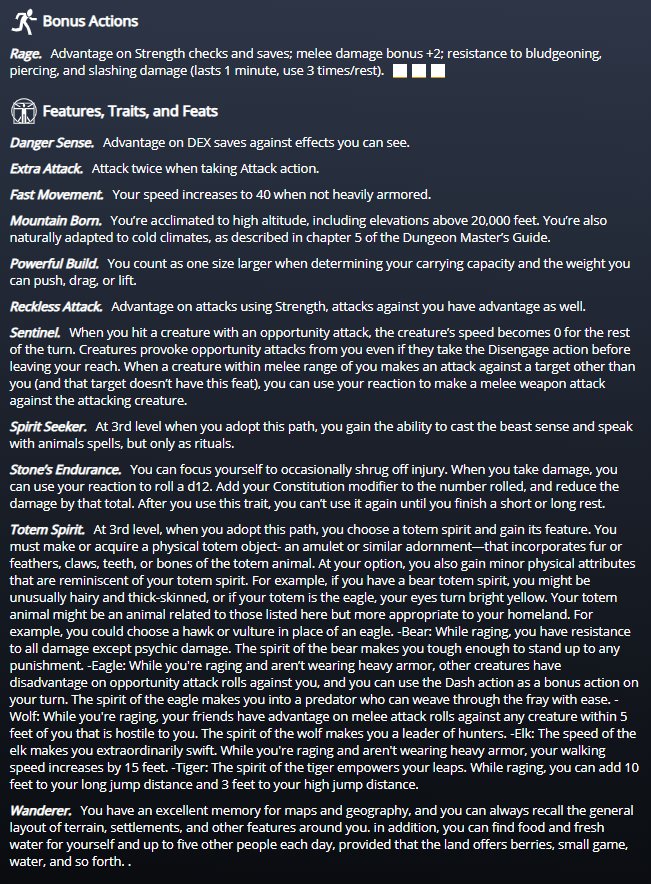 Bonus Actions
Rage. Advantage on Strength checks and saves; melee damage bonus +2; resistance to bludgeoning,
piercing, and slashing damage (lasts 1 minute, use 3 times/rest).
Features, Traits, and Feats
Danger Sense. Advantage on DEX saves against effects you can see.
Extra Attack. Attack twice when taking Attack action.
Fast Movement. Your speed increases to 40 when not heavily armored.
Mountain Born. You’re acclimated to high altitude, including elevations above 20,000 feet. You’re also
naturally adapted to cold climates, as described in chapter 5 of the Dungeon Master’s Guide.
Powerful Build. You count as one size larger when determining your carrying capacity and the weight you
can push, drag, or lift.
Reckless Attack. Advantage on attacks using Strength, attacks against you have advantage as well.
Sentinel. When you hit a creature with an opportunity attack, the creature’s speed becomes 0 for the rest
of the turn. Creatures provoke opportunity attacks from you even if they take the Disengage action before
leaving your reach. When a creature within melee range of you makes an attack against a target other than
you (and that target doesn’t have this feat), you can use your reaction to make a melee weapon attack
against the attacking creature.
Spirit Seeker. At 3rd level when you adopt this path, you gain the ability to cast the beast sense and speak
with animals spells, but only as rituals.
Stone’s Endurance. You can focus yourself to occasionally shrug off injury. When you take damage, you
can use your reaction to roll a d12. Add your Constitution modifier to the number rolled, and reduce the
damage by that total. After you use this trait, you can’t use it again until you finish a short or long rest.
Totem Spirit. At 3rd level, when you adopt this path, you choose a totem spirit and gain its feature. You
must make or acquire a physical totem object- an amulet or similar adornment—that incorporates fur or
feathers, claws, teeth, or bones of the totem animal. At your option, you also gain minor physical attributes
that are reminiscent of your totem spirit. For example, if you have a bear totem spirit, you might be
unusually hairy and thick-skinned, or if your totem is the eagle, your eyes turn bright yellow. Your totem
animal might be an animal related to those listed here but more appropriate to your homeland. For
example, you could choose a hawk or vulture in place of an eagle. -Bear: While raging, you have resistance
to all damage except psychic damage. The spirit of the bear makes you tough enough to stand up to any
punishment. -Eagle: While you're raging and aren’t wearing heavy armor, other creatures have
disadvantage on opportunity attack rolls against you, and you can use the Dash action as a bonus action on
your turn. The spirit of the eagle makes you into a predator who can weave through the fray with ease. -
Wolf: While you're raging, your friends have advantage on melee attack rolls against any creature within 5
feet of you that is hostile to you. The spirit of the wolf makes you a leader of hunters. -Elk: The speed of the
elk makes you extraordinarily swift. While you're raging and aren't wearing heavy armor, your walking
speed increases by 15 feet. -Tiger: The spirit of the tiger empowers your leaps. While raging, you can add 10
feet to your long jump distance and 3 feet to your high jump distance.
Wanderer. You have an excellent memory for maps and geography, and you can always recall the general
layout of terrain, settlements, and other features around you. in addition, you can find food and fresh
water for yourself and up to five other people each day, provided that the land offers berries, small game,
water, and so forth. .